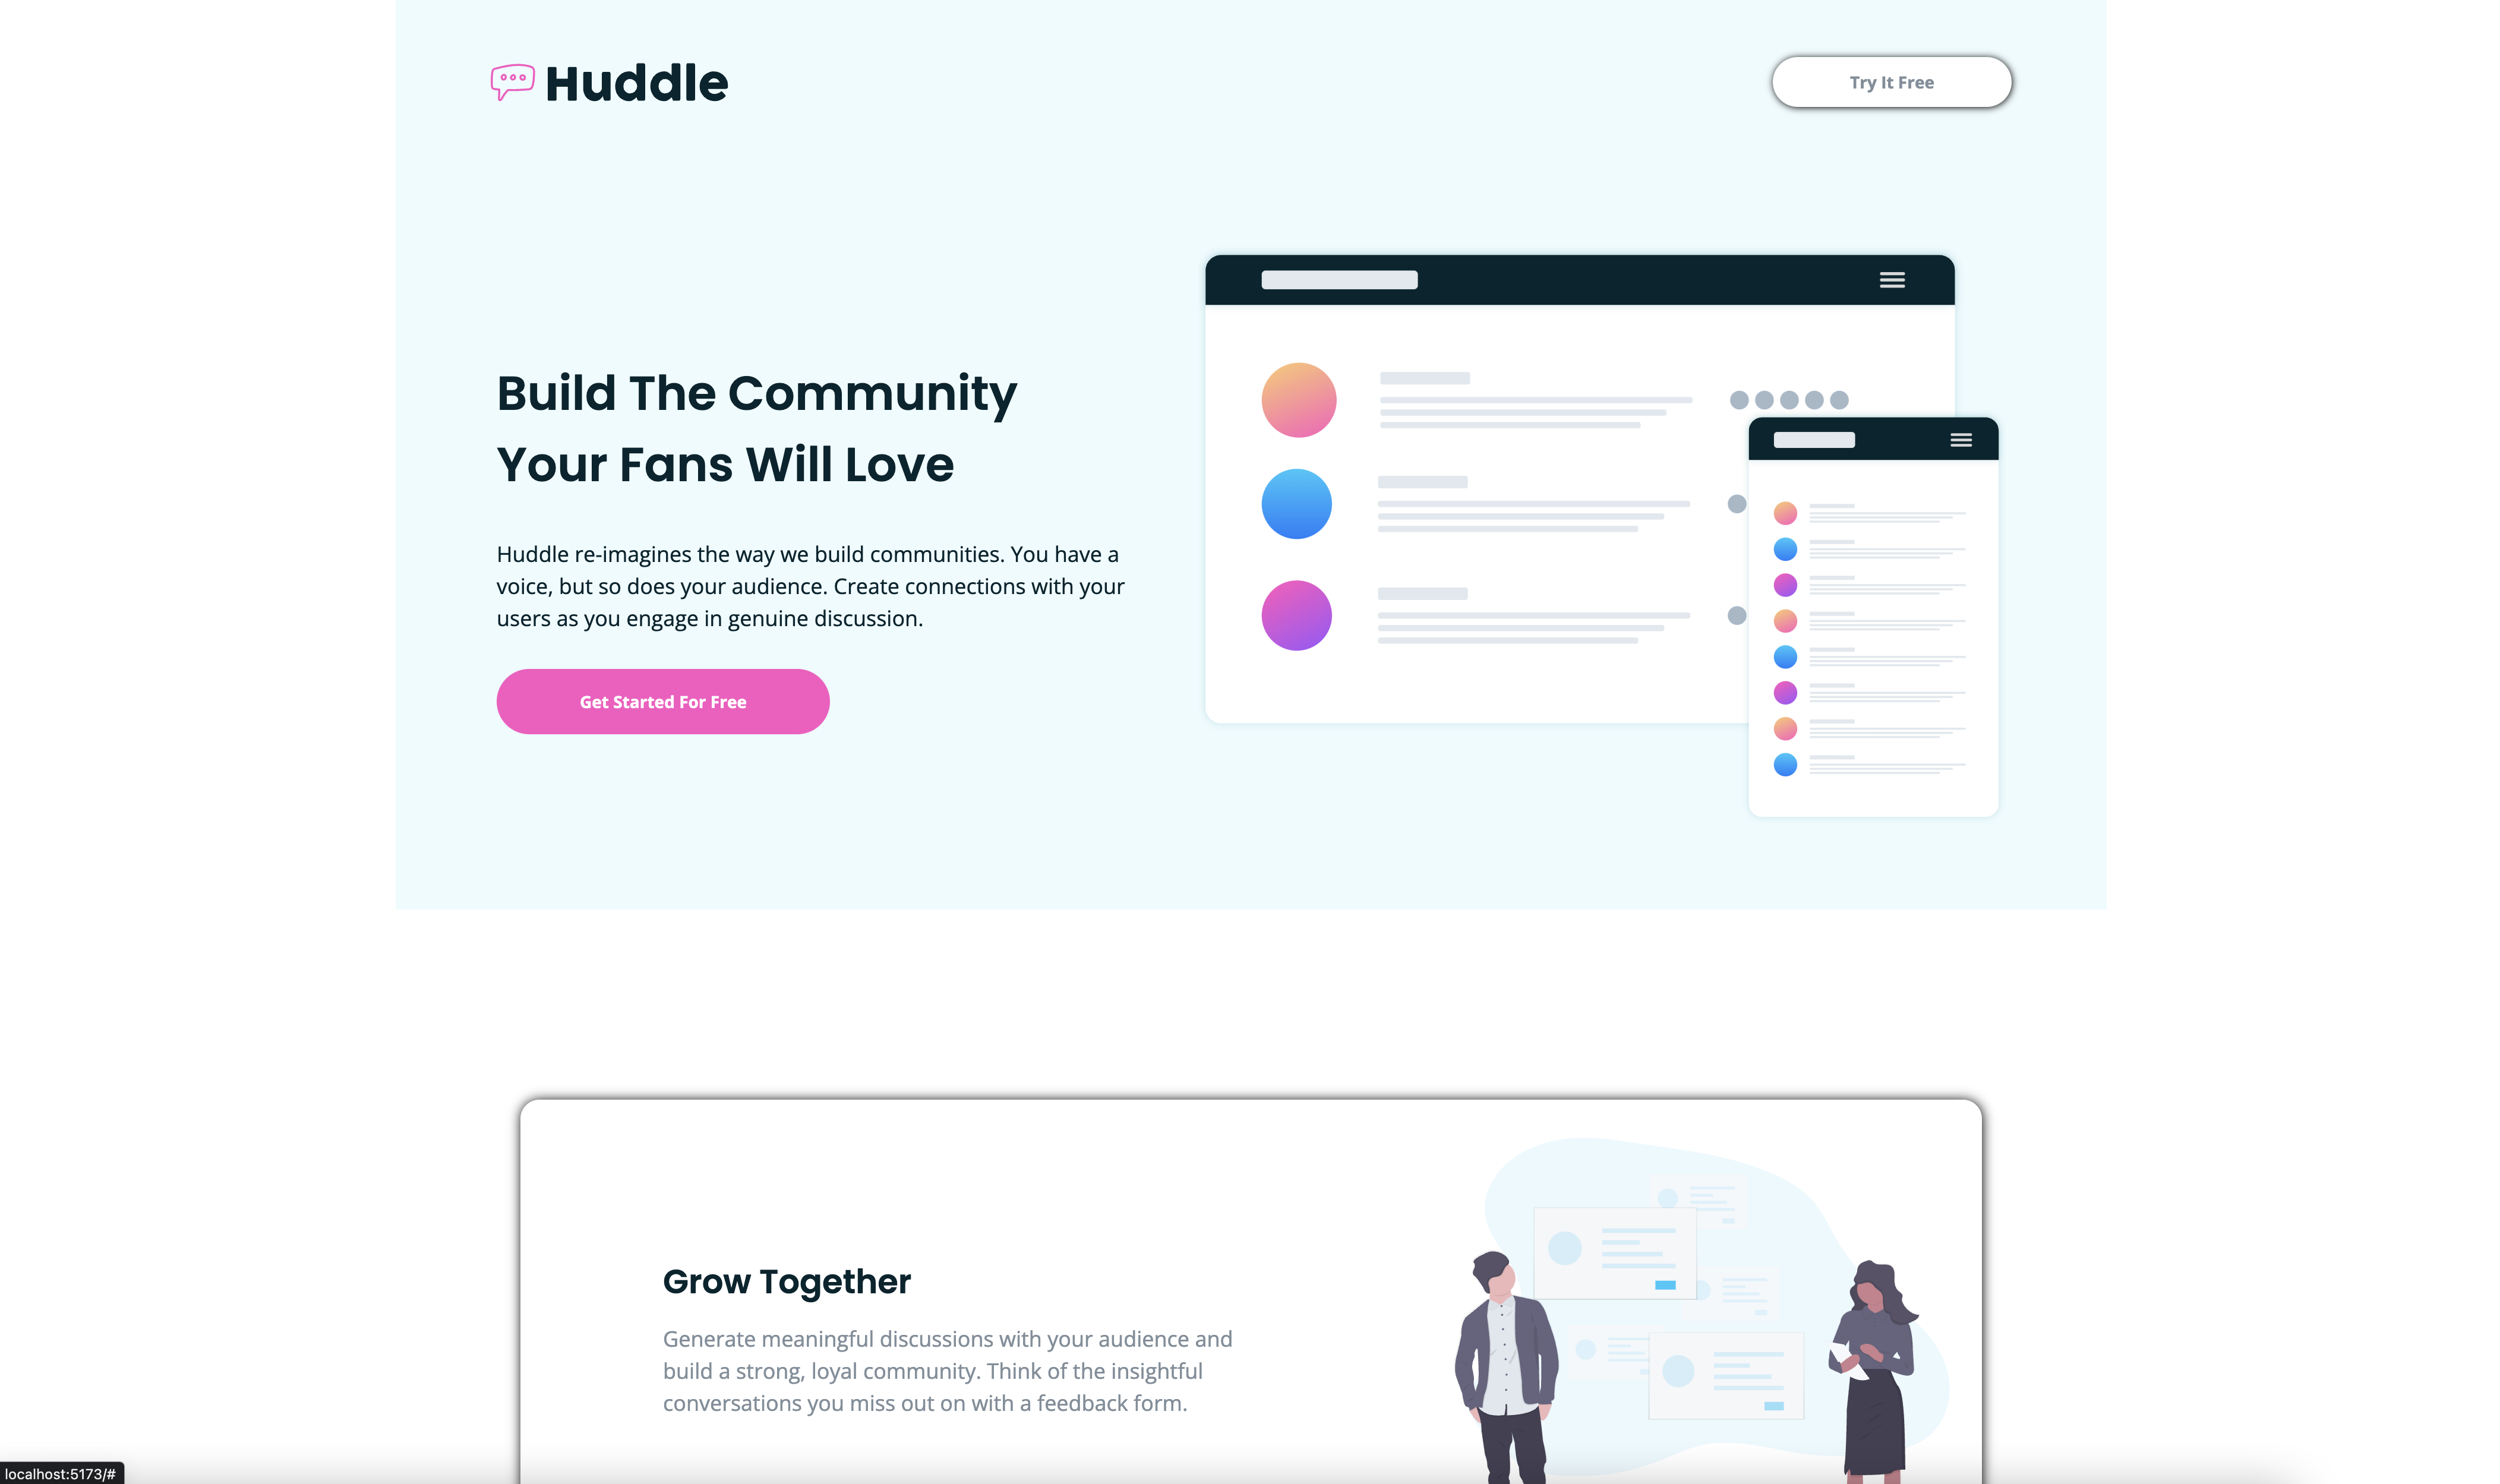 Huddle
Try It Free
Build The Community
Your Fans Will Love
Huddle re-imagines the way we build communities. You have a
voice, but so does your audience. Create connections with your
users as you engage in genuine discussion.
Get Started For Free
Grow Together
Generate meaningful discussions with your audience and
build a strong, loyal community. Think of the insightful
conversations you miss out on with a feedback form.
localhost:5173/#